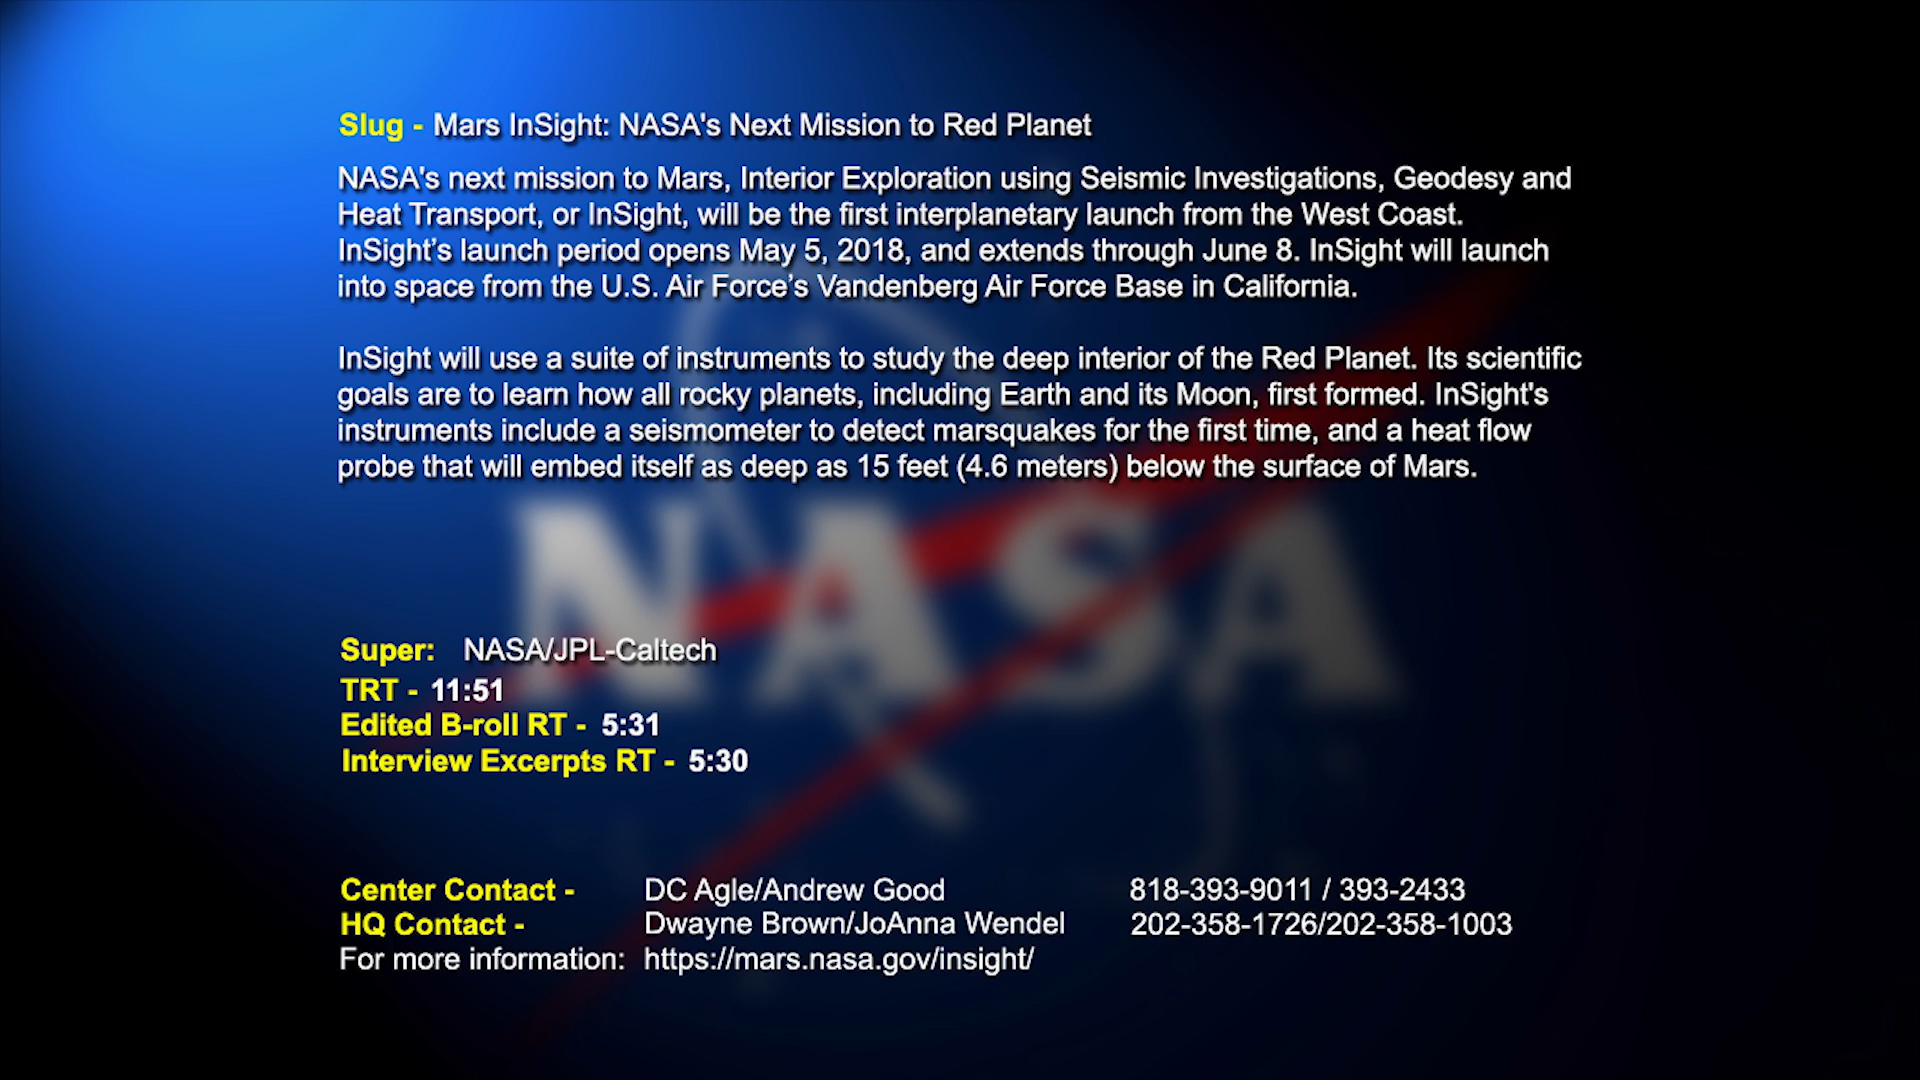 Slug - Mars InSight: NASA's Next Mission to Red Planet
NASA's next mission to Mars, Interior Exploration using Seismic Investigations, Geodesy and
Heat Transport, or InSight, will be the first interplanetary launch from the West Coast.
InSight’s launch period opens May 5, 2018, and extends through June 8. InSight will launch
into space from the U.S. Air Force’s Vandenberg Air Force Base in California.
InSight will use a suite of instruments to study the deep interior of the Red Planet. Its scientific
goals are to learn how all rocky planets, including Earth and its Moon, first formed. InSight's
instruments include a seismometer to detect marsquakes for the first time, and a heat flow
probe that will embed itself as deep as 15 feet (4.6 meters) below the surface of Mars.
NASA
Super: NASA/JPL-Caltech
TRT - 11:51
Edited B-roll RT - 5:31
Interview Excerpts RT - 5:30
Center Contact - DC Agle/Andrew Good 818-393-9011 / 393-2433
HQ Contact - Dwayne Brown/JoAnna Wendel 202-358-1726/202-358-1003
For more information: https://mars.nasa.gov/insight/